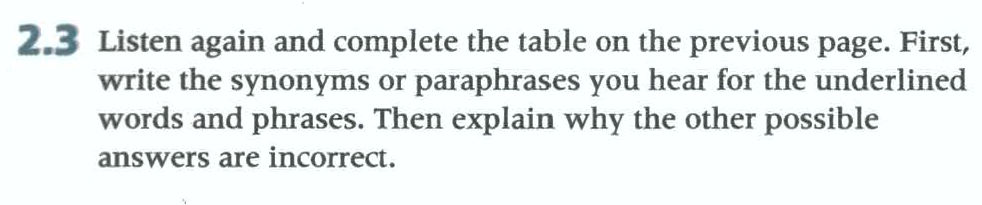 2.3 Listen again and complete the table on the previous page. First,
write the synonyms or paraphrases you hear for the underlined
words and phrases. Then explain why the other possible
answers are incorrect.